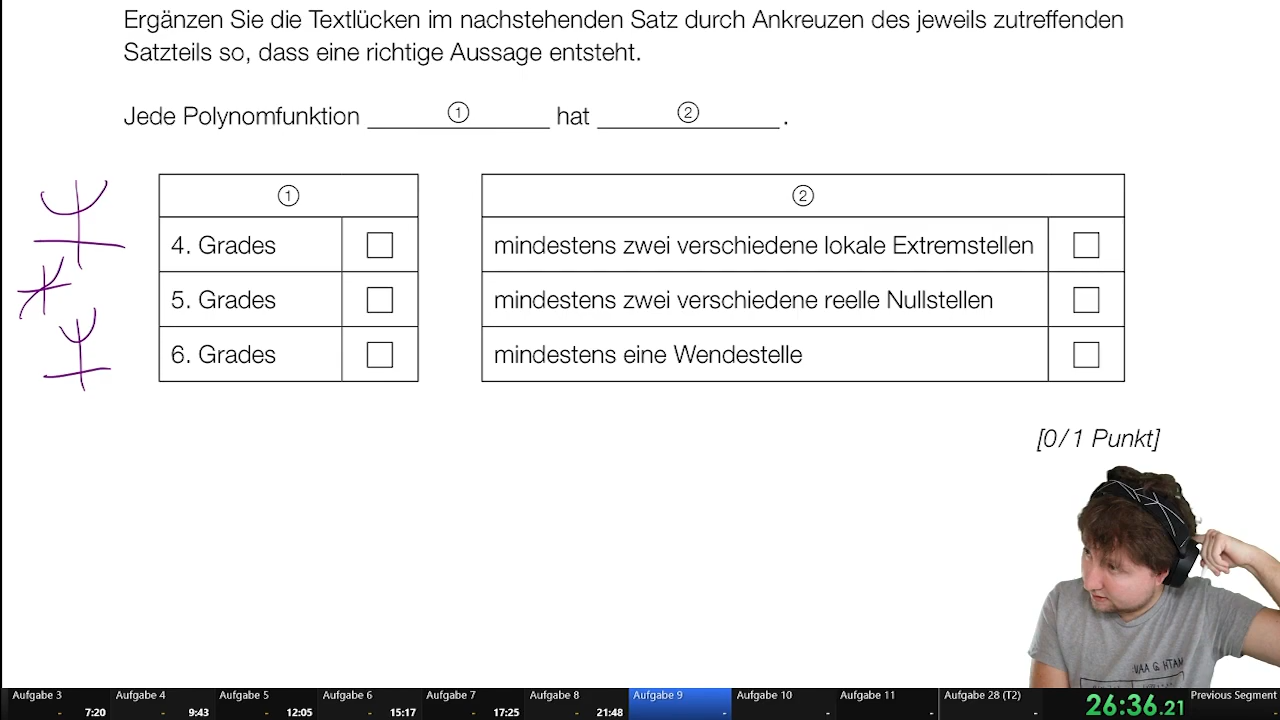 Ergänzen Sie die Textlücken im nachstehenden Satz durch Ankreuzen des jeweils zutreffenden
Satzteils so, dass eine richtige Aussage entsteht.
Jede Polynomfunktion ① hat ② .
①
4. Grades
5. Grades
6. Grades
②
mindestens zwei verschiedene lokale Extremstellen
mindestens zwei verschiedene reelle Nullstellen
mindestens eine Wendestelle
[0/1 Punkt]
Aufgabe 3 Aufgabe 4 Aufgabe 5 Aufgabe 6 Aufgabe 7 Aufgabe 8 Aufgabe 9 Aufgabe 10 Aufgabe 11 Aufgabe 28 (T2) 26:36.21 Previous Segment
- 7:20 - 9:43 - 12:05 - 15:17 - 17:25 - 21:48 - - - - -